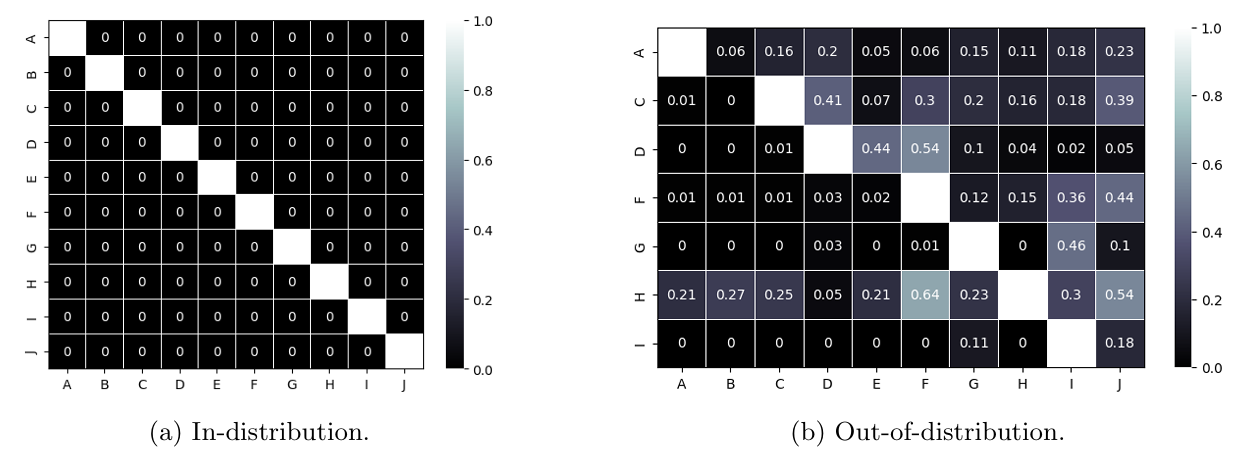 A 0 0 0 0 0 0 0 0 0
B 0 0 0 0 0 0 0 0 0
C 0 0 0 0 0 0 0 0 0
D 0 0 0 0 0 0 0 0 0
E 0 0 0 0 0 0 0 0 0
F 0 0 0 0 0 0 0 0 0
G 0 0 0 0 0 0 0 0 0
H 0 0 0 0 0 0 0 0 0
I 0 0 0 0 0 0 0 0 0
J 0 0 0 0 0 0 0 0 0
A B C D E F G H I J
1.0
0.8
0.6
0.4
0.2
0.0
(a) In-distribution.
A 0.06 0.16 0.2 0.05 0.06 0.15 0.11 0.18 0.23
C 0.01 0 0.41 0.07 0.3 0.2 0.16 0.18 0.39
D 0 0 0.01 0.44 0.54 0.1 0.04 0.02 0.05
F 0.01 0.01 0.01 0.03 0.02 0.12 0.15 0.36 0.44
G 0 0 0 0.03 0 0.01 0 0.46 0.1
H 0.21 0.27 0.25 0.05 0.21 0.64 0.23 0.3 0.54
I 0 0 0 0 0 0 0.11 0 0.18
A B C D E F G H I J
1.0
0.8
0.6
0.4
0.2
0.0
(b) Out-of-distribution.